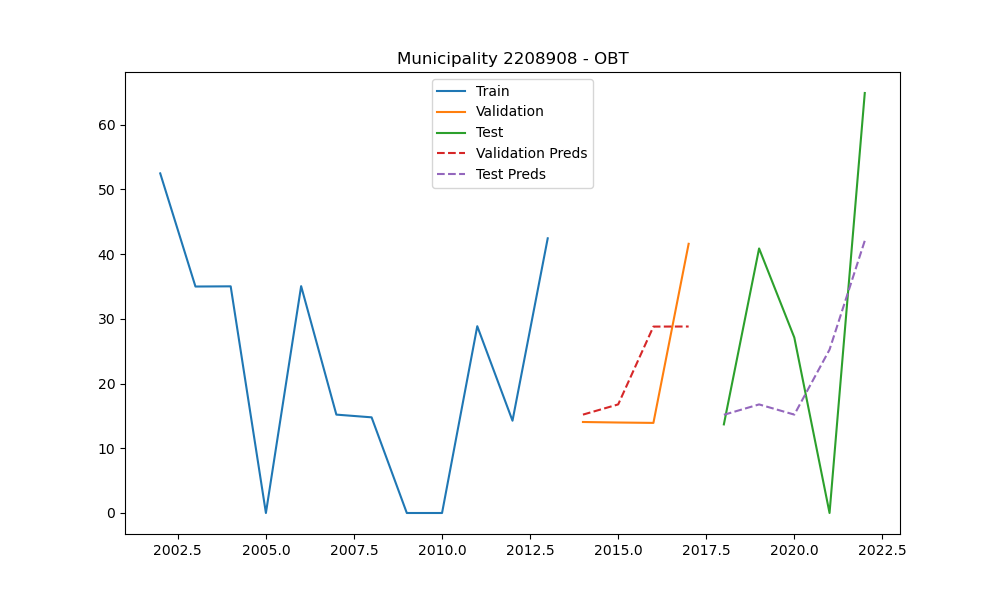 Municipality 2208908 - OBT
Train
Validation
Test
Validation Preds
Test Preds
60
50
40
30
20
10
0
2002.5 2005.0 2007.5 2010.0 2012.5 2015.0 2017.5 2020.0 2022.5